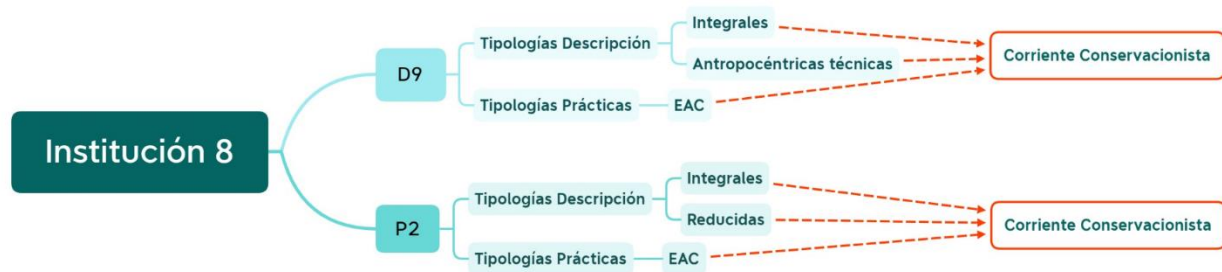 Institución 8
D9
Tipologías Descripción
Integrales
Antropocéntricas técnicas
Tipologías Prácticas
EAC
Corriente Conservacionista
P2
Tipologías Descripción
Integrales
Reducidas
Tipologías Prácticas
EAC
Corriente Conservacionista